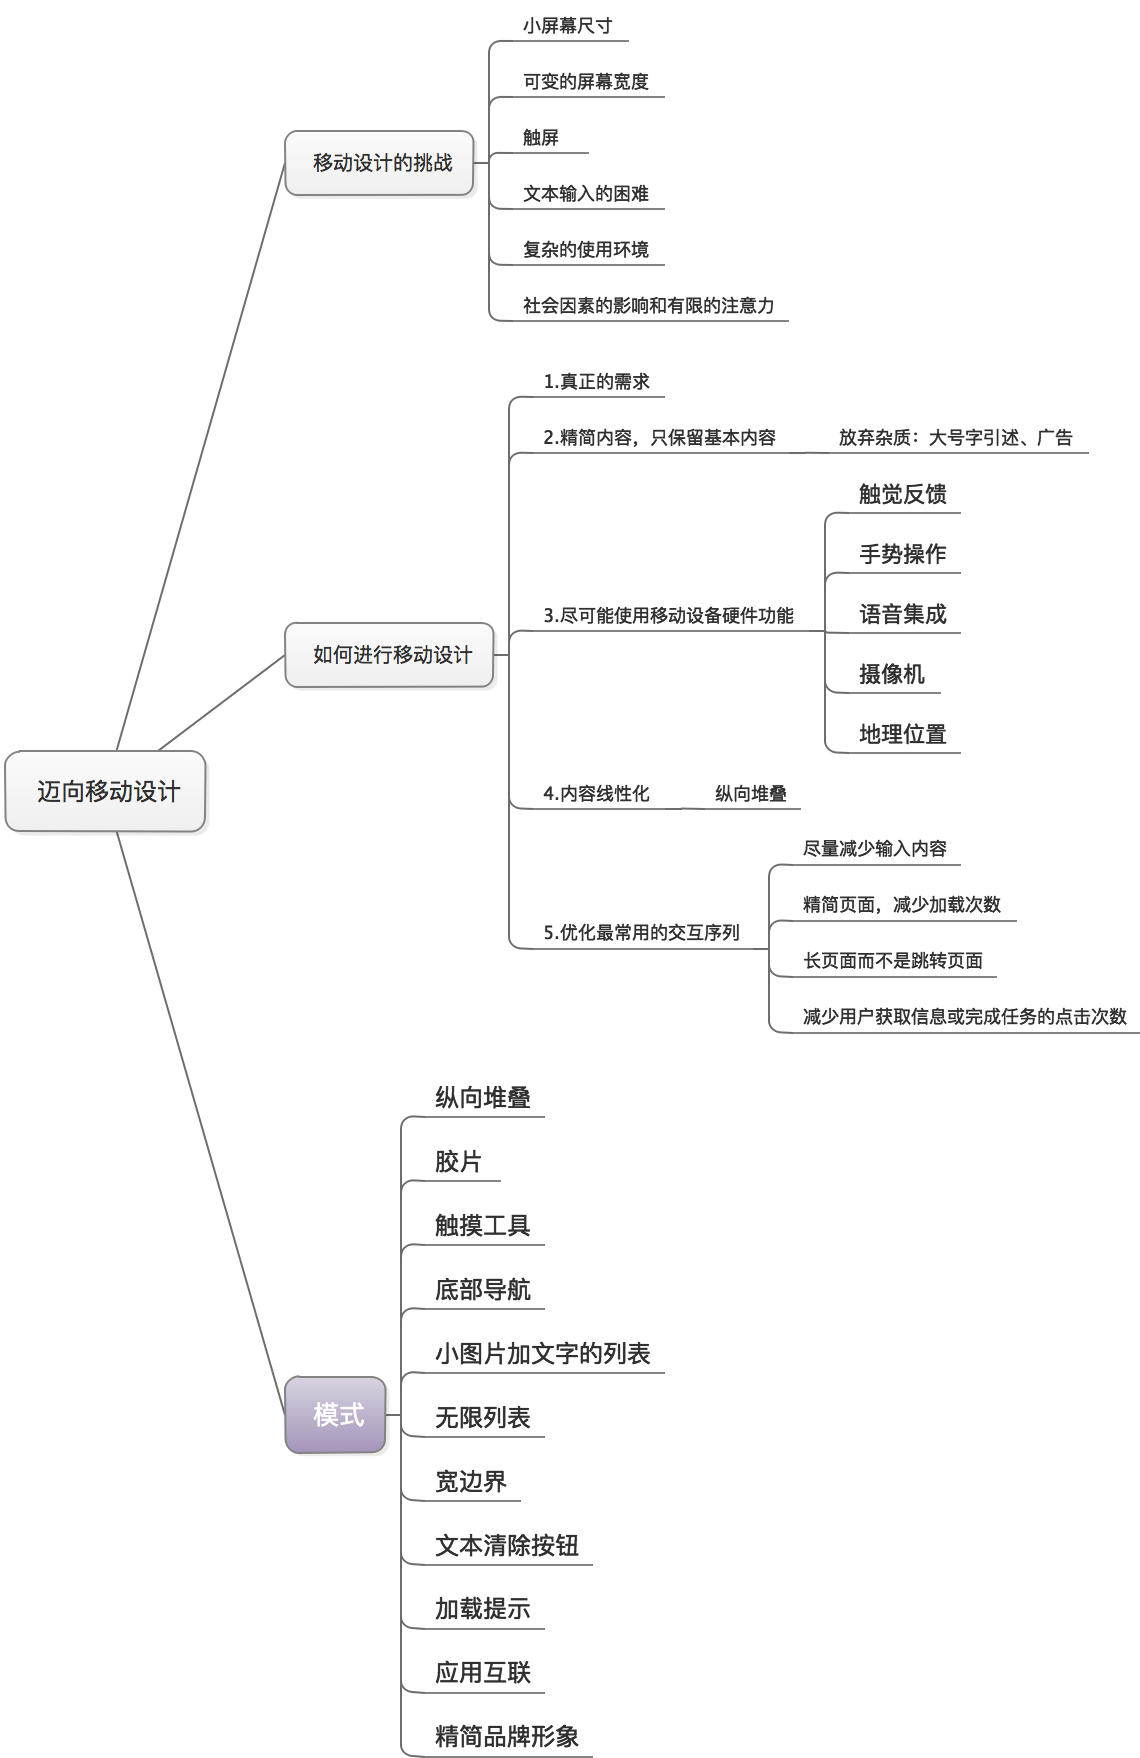 迈向移动设计
移动设计的挑战
小屏幕尺寸
可变的屏幕宽度
触屏
文本输入的困难
复杂的使用环境
社会因素的影响和有限的注意力
如何进行移动设计
1.真正的需求
2.精简内容，只保留基本内容
放弃杂质：大号字引述、广告
3.尽可能使用移动设备硬件功能
触觉反馈
手势操作
语音集成
摄像机
地理位置
4.内容线性化
纵向堆叠
5.优化最常用的交互序列
尽量减少输入内容
精简页面，减少加载次数
长页面而不是跳转页面
减少用户获取信息或完成任务的点击次数
模式
纵向堆叠
胶片
触摸工具
底部导航
小图片加文字的列表
无限列表
宽边界
文本清除按钮
加载提示
应用互联
精简品牌形象